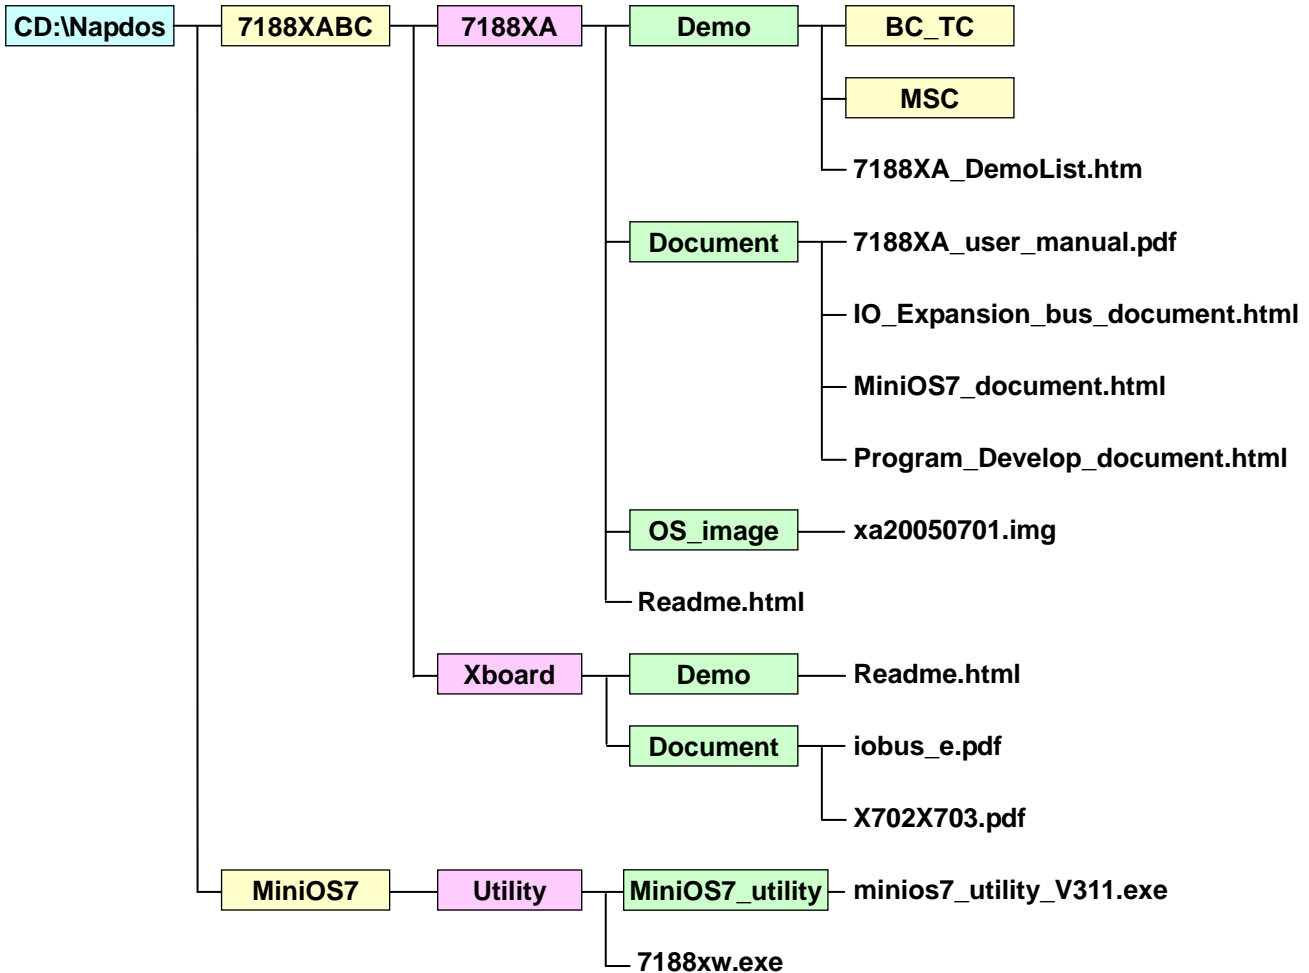 CD:\Napdos 7188XABC 7188XA Demo BC_TC
MSC
7188XA_DemoList.htm
Document 7188XA_user_manual.pdf
IO_Expansion_bus_document.html
MiniOS7_document.html
Program_Develop_document.html
OS_image xa20050701.img
Readme.html
Xboard Demo Readme.html
Document iobus_e.pdf
X702X703.pdf
MiniOS7 Utility MiniOS7_utility minios7_utility_V311.exe
7188xw.exe